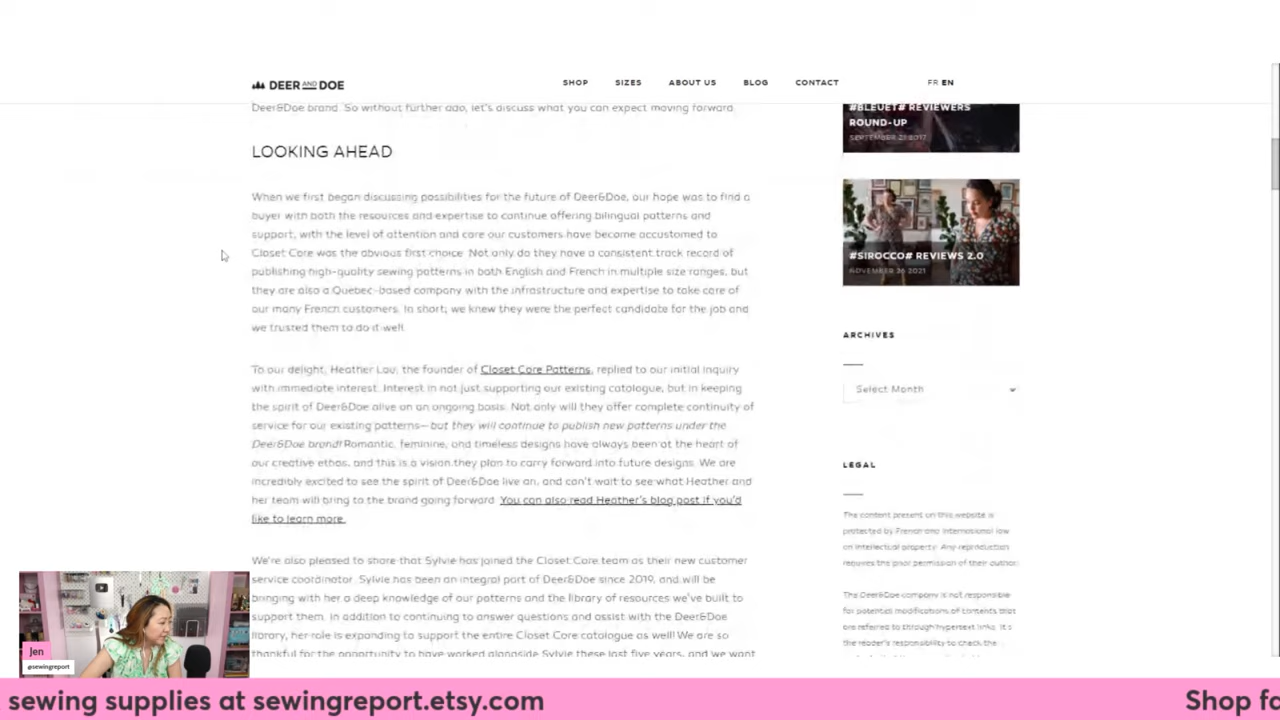 DEER AND DOE
SHOP
SIZES
ABOUT US
BLOG
CONTACT
FR EN
Deer&Doe brand. So without further ado, let's discuss what you can expect moving forward.
LOOKING AHEAD
When we first began discussing possibilities for the future of Deer&Doe, our hope was to find a
buyer with both the resources and expertise to continue offering bilingual patterns and
support, with the level of attention and care our customers have become accustomed to.
Closet Core was the obvious first choice. Not only do they have a consistent track record of
publishing high-quality sewing patterns in both English and French in multiple size ranges, but
they are also a Quebec-based company with the infrastructure and expertise to take care of
our many French customers. In short, we knew they were the perfect candidate for the job and
we trusted them to do it well.
To our delight, Heather Lou, the founder of Closet Core Patterns, replied to our initial inquiry
with immediate interest. Interest in not just supporting our existing catalogue, but in keeping
the spirit of Deer&Doe alive on an ongoing basis. Not only will they offer complete continuity of
service for our existing patterns—but they will continue to publish new patterns under the
Deer&Doe brand! Romantic, feminine, and timeless designs have always been at the heart of
our creative ethos, and this is a vision they plan to carry forward into future designs. We are
incredibly excited to see the spirit of Deer&Doe live on, and can't wait to see what Heather and
her team will bring to the brand going forward. You can also read Heather's blog post if you'd
like to learn more.
We're also pleased to share that Sylvie has joined the Closet Core team as their new customer
service coordinator. Sylvie has been an integral part of Deer&Doe since 2019, and will be
bringing with her a deep knowledge of our patterns and the library of resources we've built to
support them. In addition to continuing to answer questions and assist with the Deer&Doe
library, her role is expanding to support the entire Closet Core catalogue as well! We are so
thankful for the opportunity to have worked alongside Sylvie these last five years, and we want
#BLEUET# REVIEWERS
ROUND-UP
SEPTEMBER 21 2017
#SIROCCO# REVIEWS 2.0
NOVEMBER 26 2021
ARCHIVES
Select Month
LEGAL
The content present on this website is
protected by French and International law
on intellectual property. Any reproduction
requires the prior permission of their author.
The Deer&Doe company is not responsible
for potential modifications of contents that
are referred to through hypertext links. It's
the reader's responsibility to check the
Jen
@sewingreport
sewing supplies at sewingreport.etsy.com
Shop fa